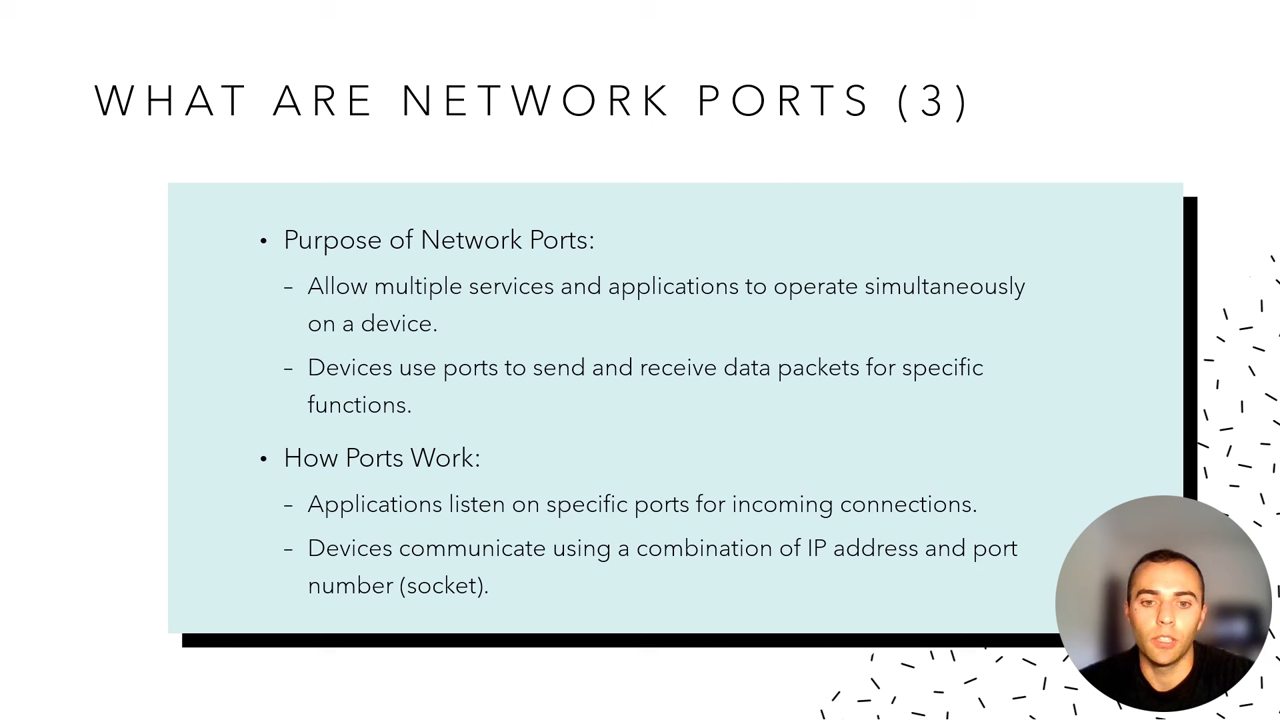 WHAT ARE NETWORK PORTS (3)
• Purpose of Network Ports:
– Allow multiple services and applications to operate simultaneously
on a device.
– Devices use ports to send and receive data packets for specific
functions.
• How Ports Work:
– Applications listen on specific ports for incoming connections.
– Devices communicate using a combination of IP address and port
number (socket).